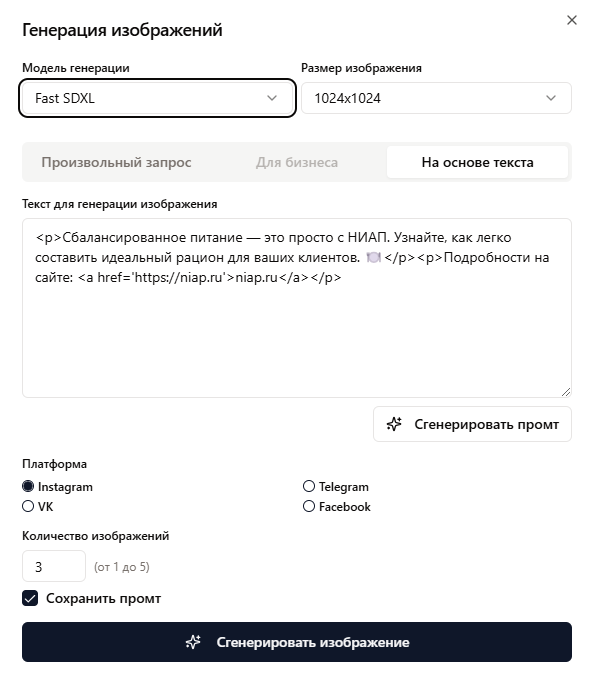 Генерация изображений
Модель генерации
Размер изображения
Fast SDXL
1024x1024
Произвольный запрос
Для бизнеса
На основе текста
Текст для генерации изображения
<p>Сбалансированное питание — это просто с НИАП. Узнайте, как легко
составить идеальный рацион для ваших клиентов. 🍽️</p><p>Подробности на
сайте: <a href='https://niap.ru'>niap.ru</a></p>
Сгенерировать промт
Платформа
Instagram
Telegram
VK
Facebook
Количество изображений
3
(от 1 до 5)
Сохранить промт
Сгенерировать изображение